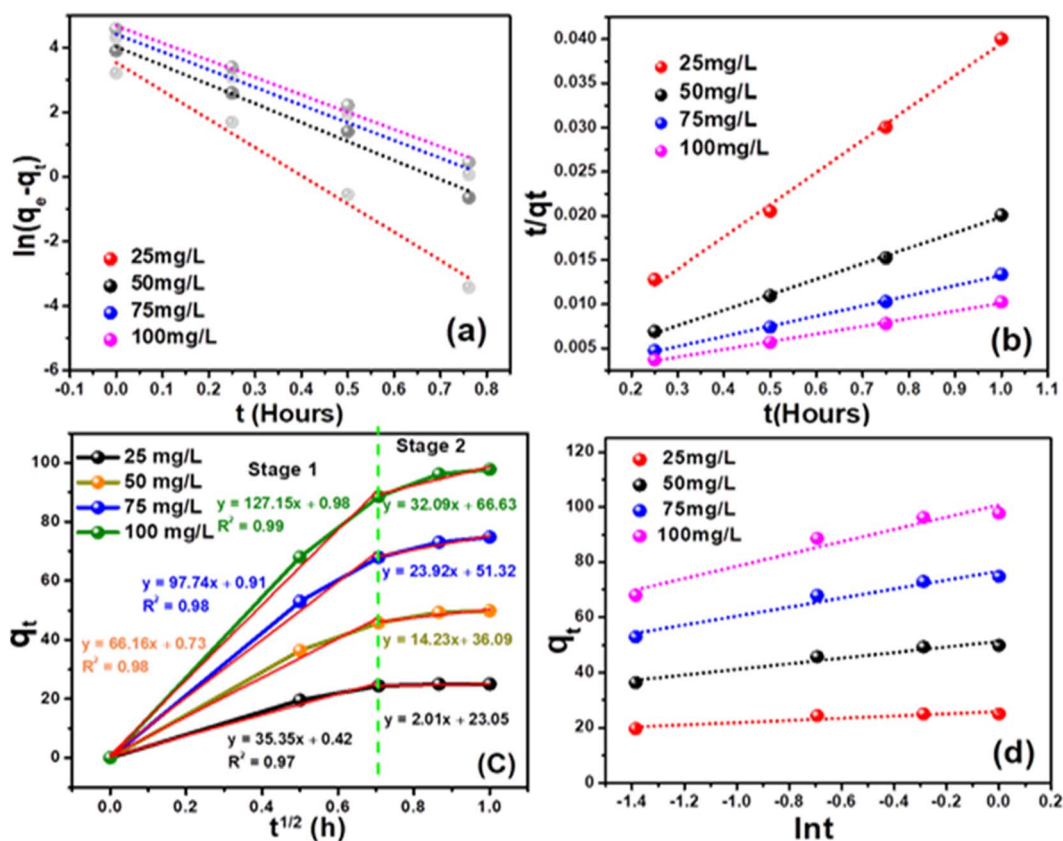 ln(qe -qt)
4
2
0
-2
-4
-6
25mg/L
50mg/L
75mg/L
100mg/L
(a)
-0.1 0.0 0.1 0.2 0.3 0.4 0.5 0.6 0.7 0.8
t (Hours)
t/qt
0.040
0.035
0.030
0.025
0.020
0.015
0.010
0.005
25mg/L
50mg/L
75mg/L
100mg/L
(b)
0.2 0.3 0.4 0.5 0.6 0.7 0.8 0.9 1.0 1.1
t(Hours)
qt
100
80
60
40
20
0
25 mg/L
50 mg/L
75 mg/L
100 mg/L
Stage 1
Stage 2
y = 127.15x + 0.98
R² = 0.99
32.09x + 66.63
y = 97.74x + 0.91
R² = 0.98
y = 23.92x + 51.32
y = 66.16x + 0.73
R² = 0.98
y = 14.23x + 36.09
y = 35.35x + 0.42
R² = 0.97
y = 2.01x + 23.05
(C)
0.0 0.2 0.4 0.6 0.8 1.0
t1/2 (h)
qt
120
100
80
60
40
20
0
25mg/L
50mg/L
75mg/L
100mg/L
(d)
-1.4 -1.2 -1.0 -0.8 -0.6 -0.4 -0.2 0.0 0.2
lnt